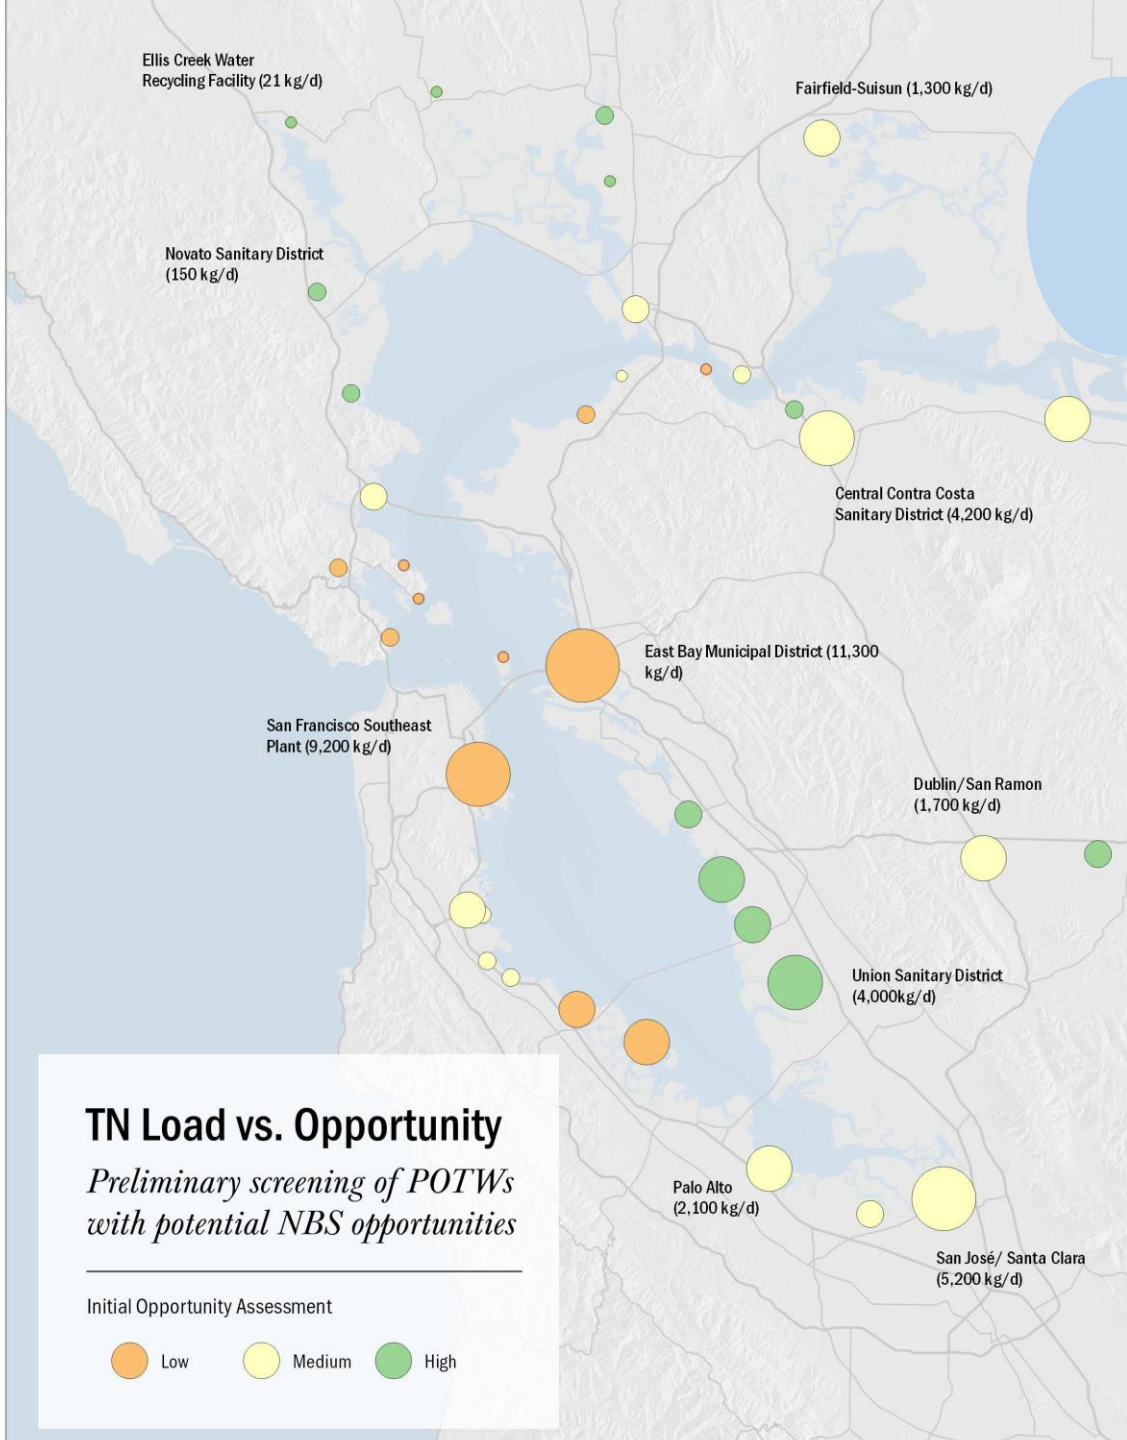 Ellis Creek Water
Recycling Facility (21 kg/d)
Fairfield-Suisun (1,300 kg/d)
Novato Sanitary District
(150 kg/d)
Central Contra Costa
Sanitary District (4,200 kg/d)
East Bay Municipal District (11,300
kg/d)
San Francisco Southeast
Plant (9,200 kg/d)
Dublin/San Ramon
(1,700 kg/d)
Union Sanitary District
(4,000kg/d)
Palo Alto
(2,100 kg/d)
San José/ Santa Clara
(5,200 kg/d)
TN Load vs. Opportunity
Preliminary screening of POTWs
with potential NBS opportunities
Initial Opportunity Assessment
Low
Medium
High